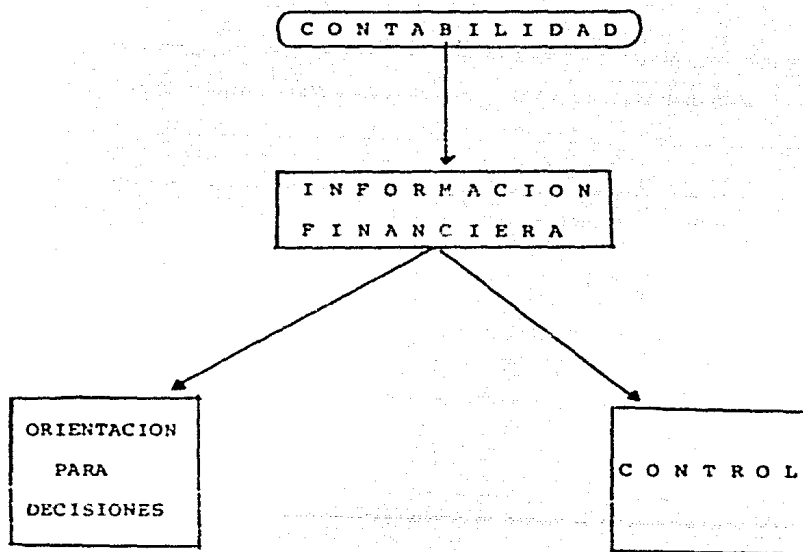 CONTABILIDAD
INFORMACION
FINANCIERA
ORIENTACION
PARA
DECISIONES
CONTROL